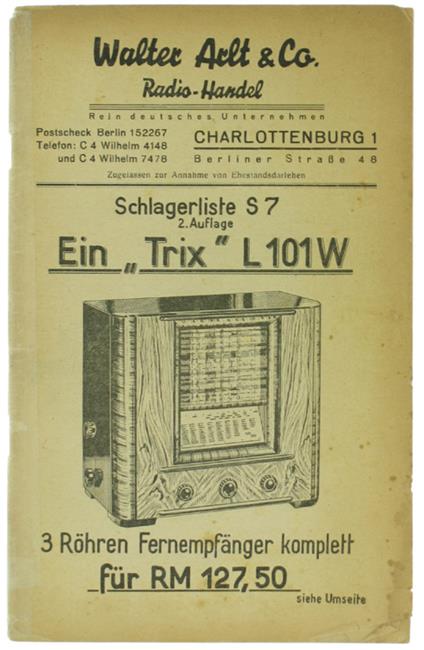 Walter Arlt & Co.
Radio-Handel
Rein deutsches Unternehmen
Postscheck Berlin 152267
Telefon: C 4 Wilhelm 4148
und C 4 Wilhelm 7478
CHARLOTTENBURG 1
Berliner Straße 48
Zugelassen zur Annahme von Ehestandsdarlehen
Schlagerliste S 7
2. Auflage
Ein „Trix" L 101 W
3 Röhren Fernempfänger komplett
für RM 127,50
siehe Umseite